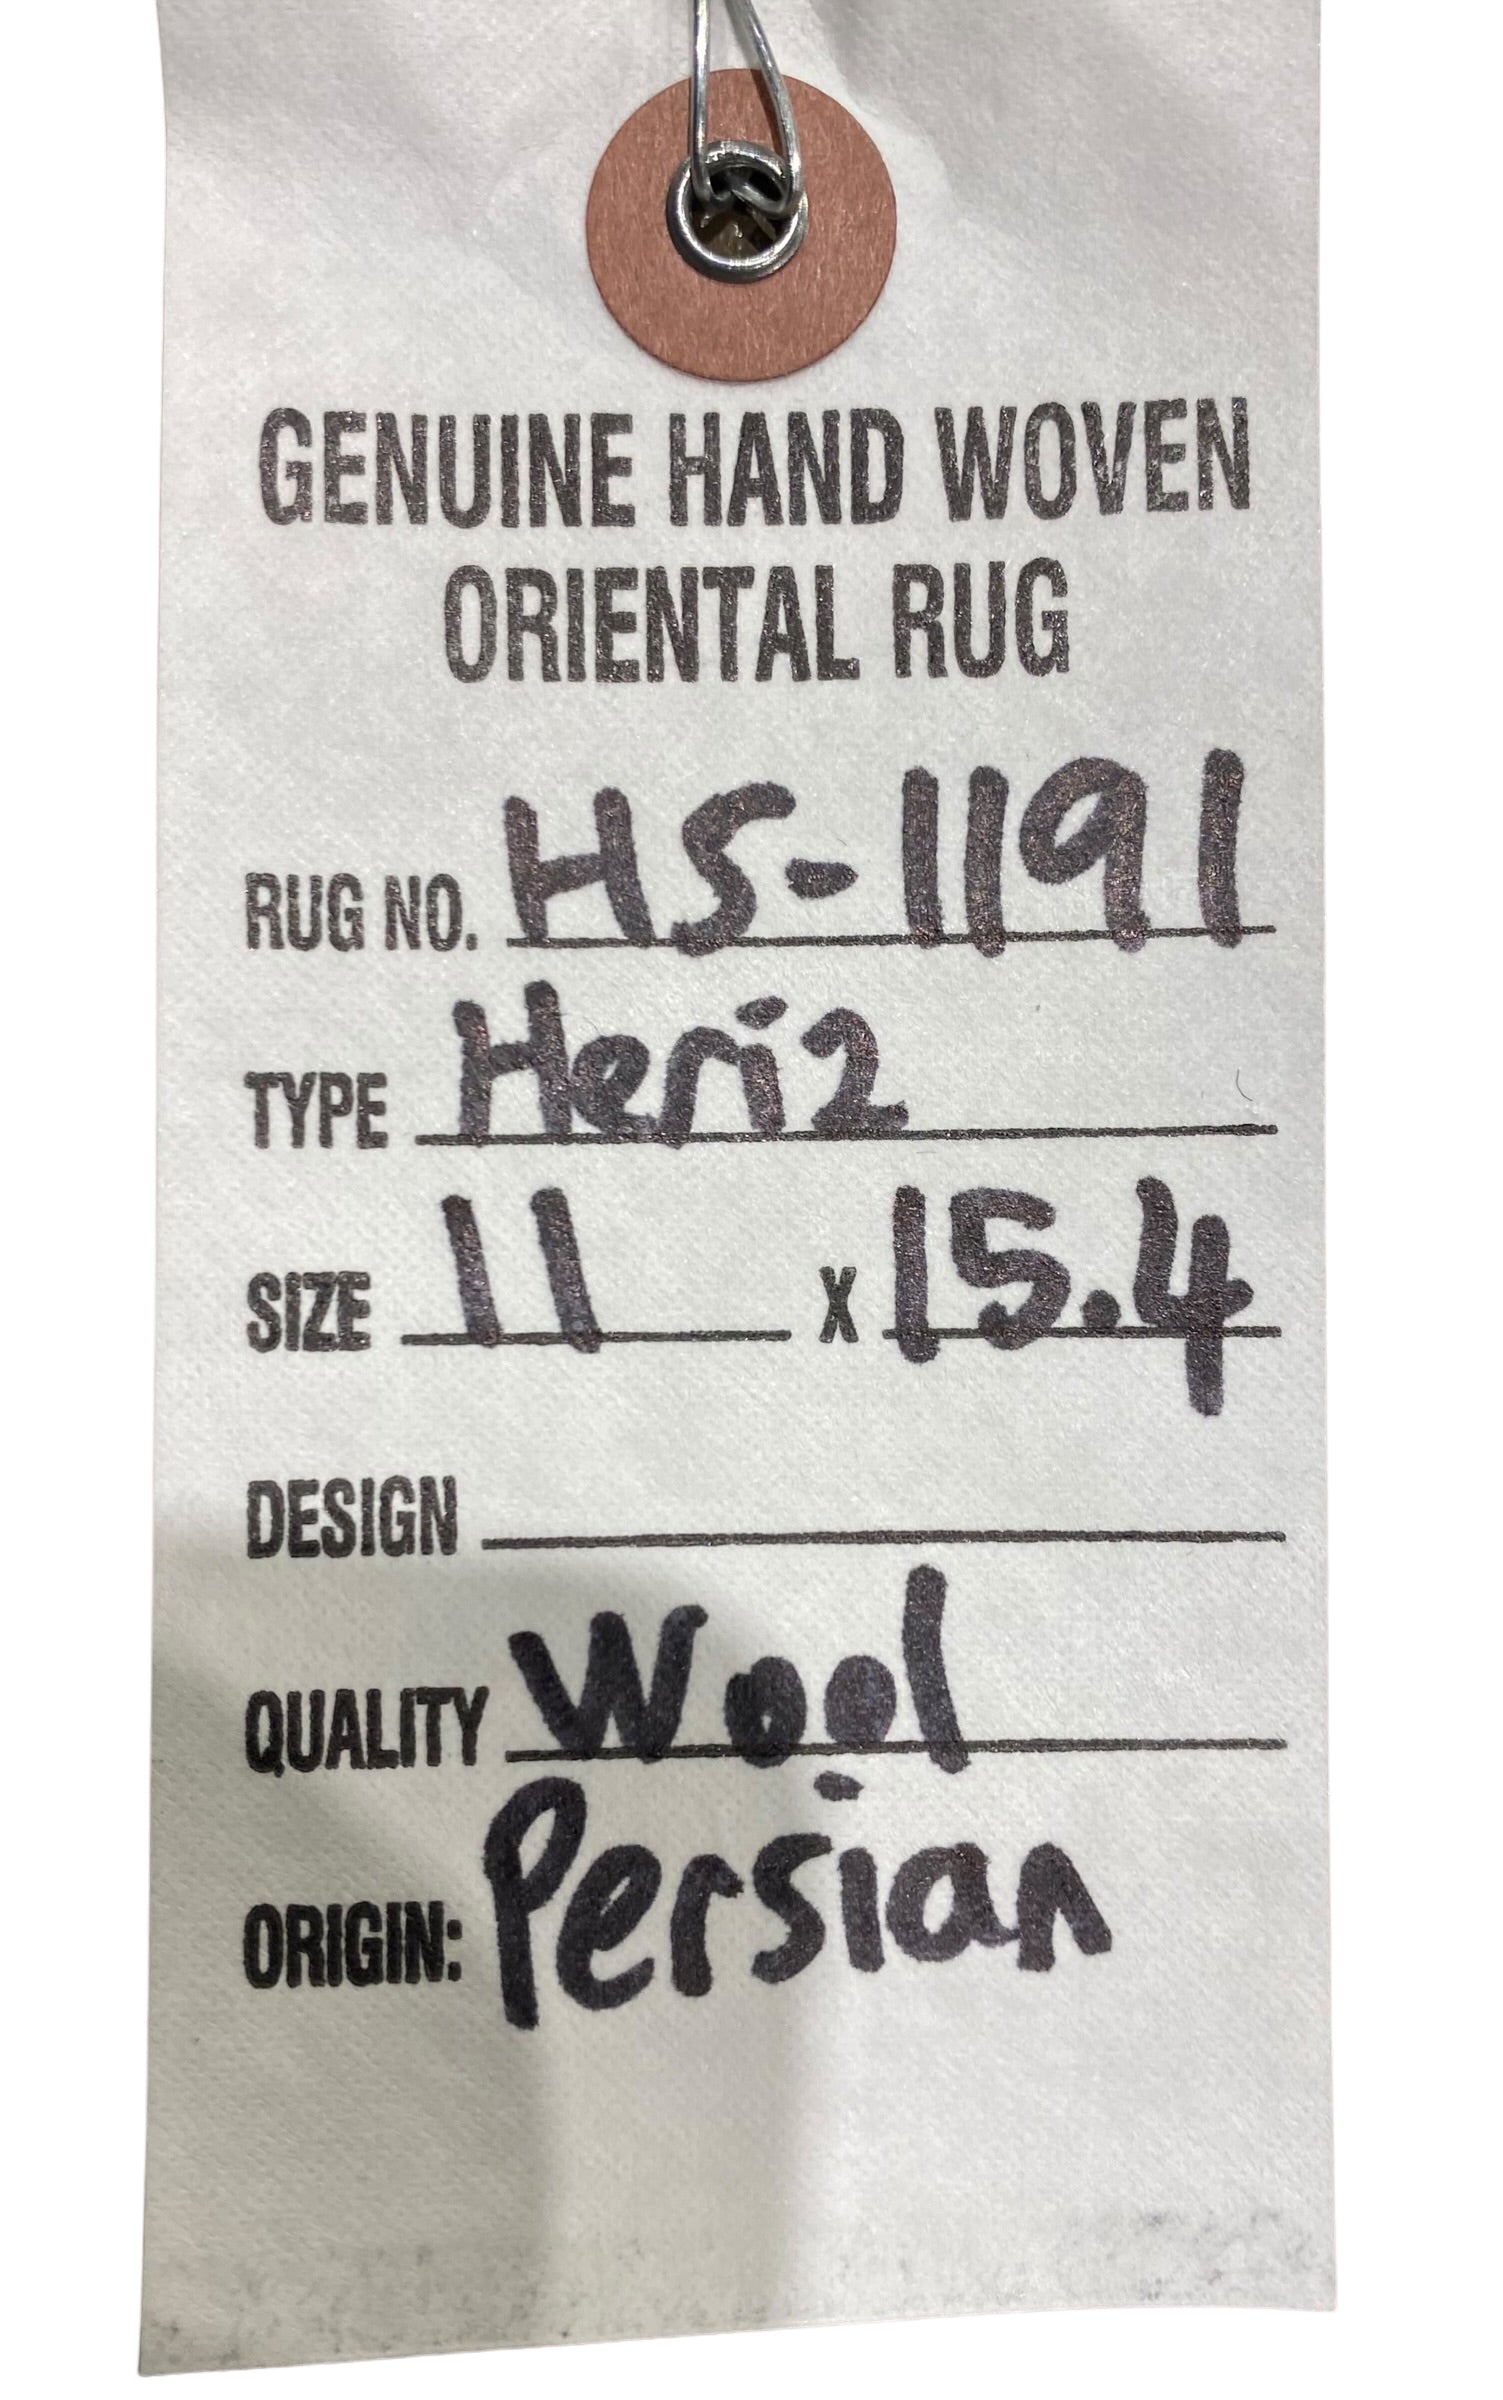 GENUINE HAND WOVEN
ORIENTAL RUG
RUG NO. HS-1191
TYPE Heriz
SIZE 11 X 15.4
DESIGN
QUALITY Wool
ORIGIN: Persian